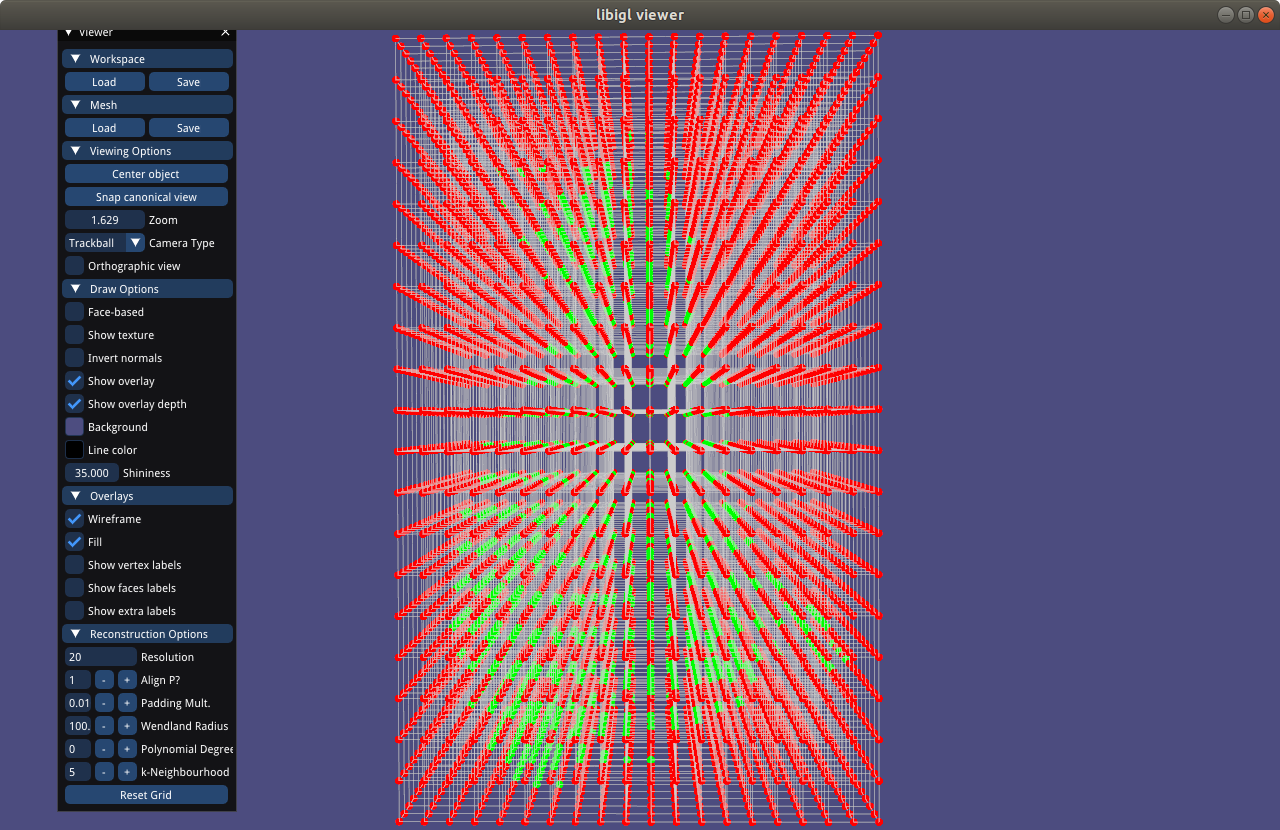 libigl viewer
Viewer
Workspace
Load Save
Mesh
Load Save
Viewing Options
Center object
Snap canonical view
1.629 Zoom
Trackball Camera Type
Orthographic view
Draw Options
Face-based
Show texture
Invert normals
Show overlay
Show overlay depth
Background
Line color
35.000 Shininess
Overlays
Wireframe
Fill
Show vertex labels
Show faces labels
Show extra labels
Reconstruction Options
20 Resolution
1 - + Align P?
0.01 - + Padding Mult.
100. - + Wendland Radius
0 - + Polynomial Degree
5 - + k-Neighbourhood
Reset Grid